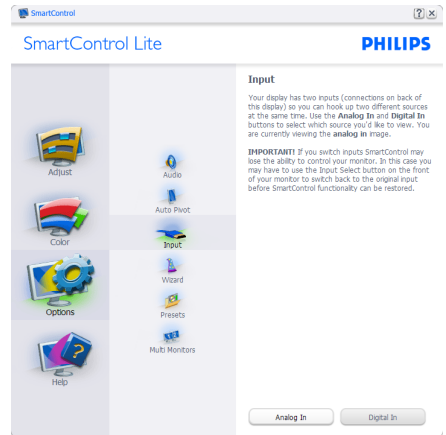 SmartControl
SmartControl Lite
PHILIPS
Adjust
Color
Options
Help
Audio
Auto Pivot
Input
Wizard
Presets
Multi Monitors
Input
Your display has two inputs (connections on back of
this display) so you can hook up two different sources
at the same time. Use the Analog In and Digital In
buttons to select which source you'd like to view. You
are currently viewing the analog in image.
IMPORTANT! If you switch inputs SmartControl may
lose the ability to control your monitor. In this case you
may have to use the Input Select button on the front
of your monitor to switch back to the original input
before SmartControl functionality can be restored.
Analog In
Digital In